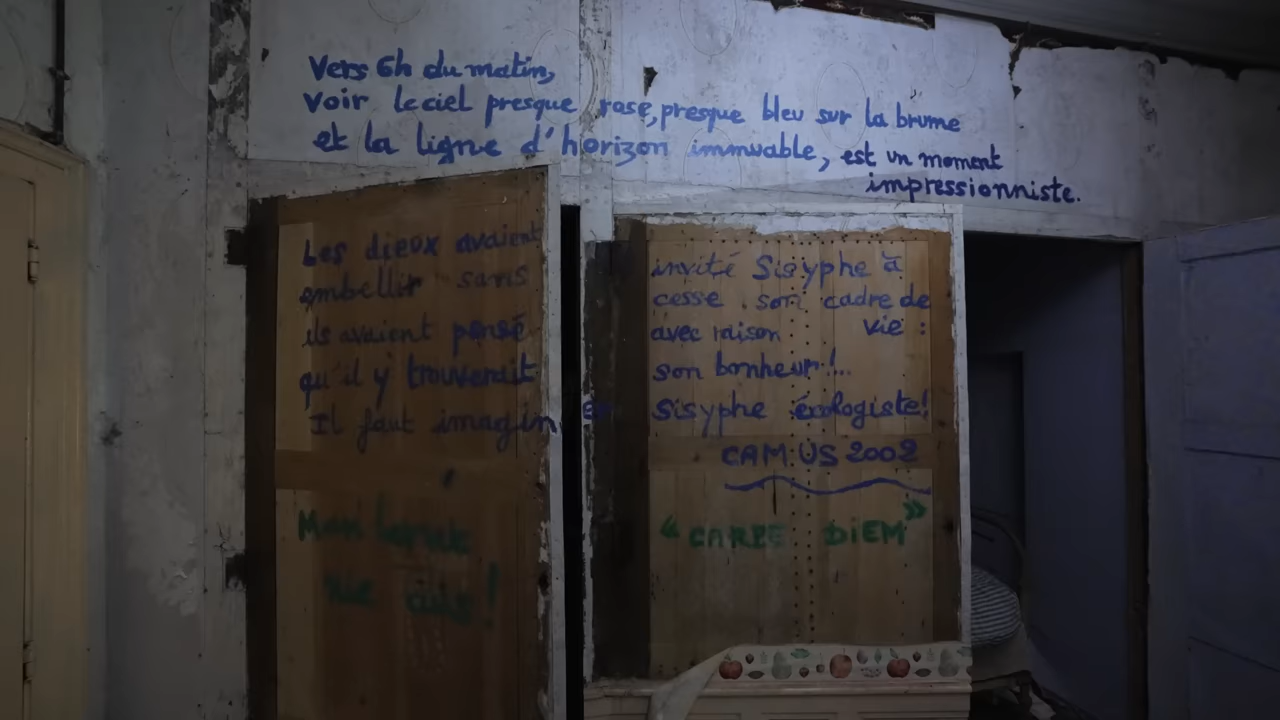 Vers 6h du matin,
voir le ciel presque rose, presque bleu sur la brume
et la ligne d'horizon immuable, est un moment
impressionniste.
Les dieux avaient invité Sisyphe à
embellir sans cesse son cadre de
vie :
ils avaient pensé avec raison
qu'il y trouverait son bonheur !..
Il faut imaginer Sisyphe écologiste!
CAMUS 2002
"CARPE DIEM"